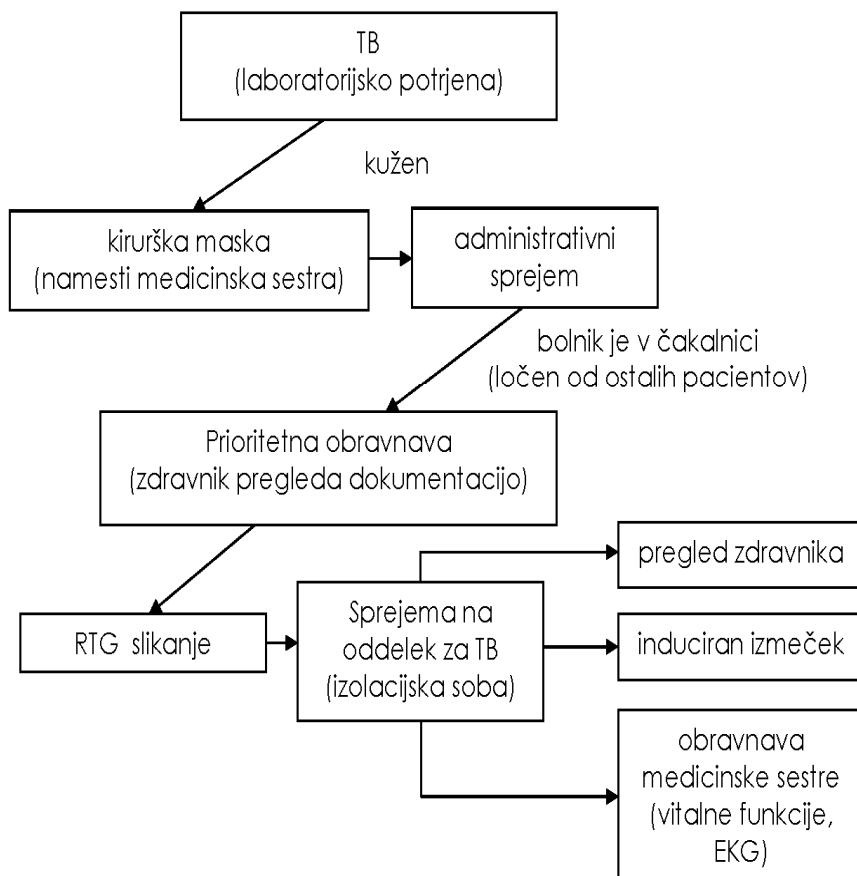 TB
(laboratorijsko potrjena)
kužen
kirurška maska
(namesti medicinska sestra)
administrativni
sprejem
bolnik je v čakalnici
(ločen od ostalih pacientov)
Prioritetna obravnava
(zdravnik pregleda dokumentacijo)
RTG slikanje
Sprejema na
oddelek za TB
(izolacijska soba)
pregled zdravnika
induciran izmeček
obravnava
medicinske sestre
(vitalne funkcije,
EKG)